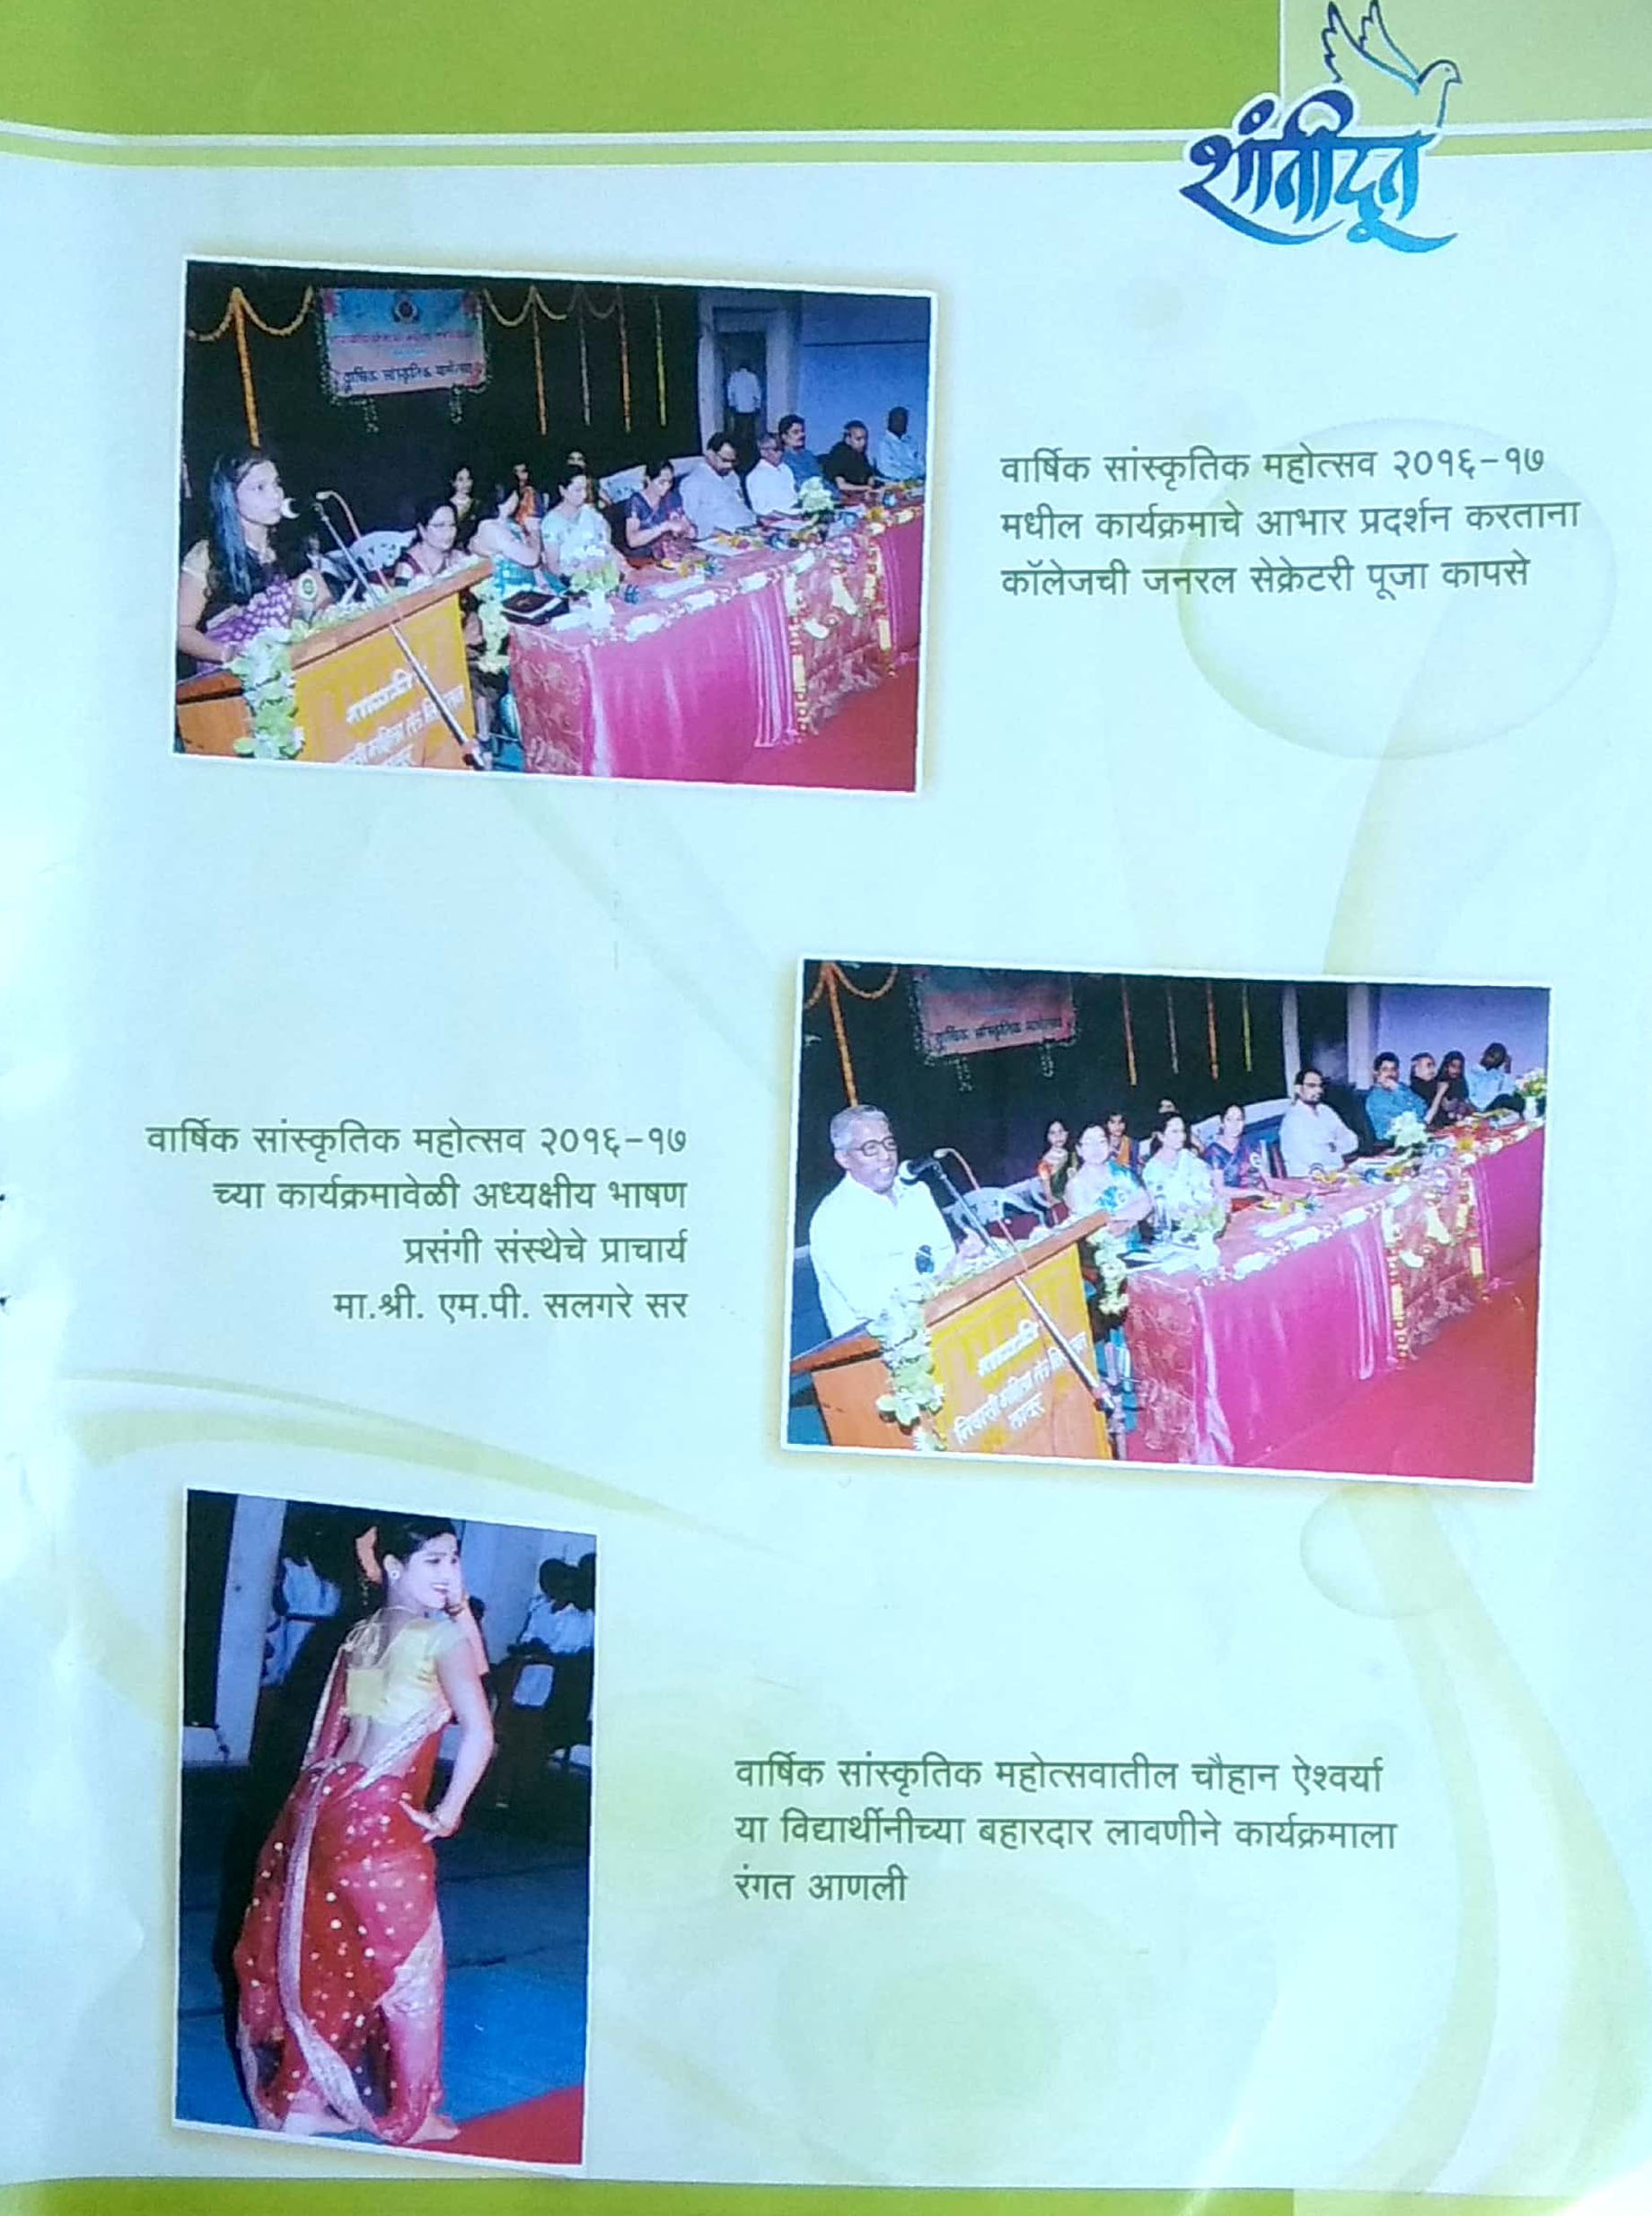 शांतीदूत
वार्षिक सांस्कृतिक
वार्षिक सांस्कृतिक महोत्सव २०१६-१७
मधील कार्यक्रमाचे आभार प्रदर्शन करताना
कॉलेजची जनरल सेक्रेटरी पूजा कापसे
वार्षिक सांस्कृतिक
वार्षिक सांस्कृतिक महोत्सव २०१६-१७
च्या कार्यक्रमावेळी अध्यक्षीय भाषण
प्रसंगी संस्थेचे प्राचार्य
मा.श्री. एम.पी. सलगरे सर
निवासी महिला तंत्र
लातूर
वार्षिक सांस्कृतिक महोत्सवातील चौहान ऐश्वर्या
या विद्यार्थीनीच्या बहारदार लावणीने कार्यक्रमाला
रंगत आणली